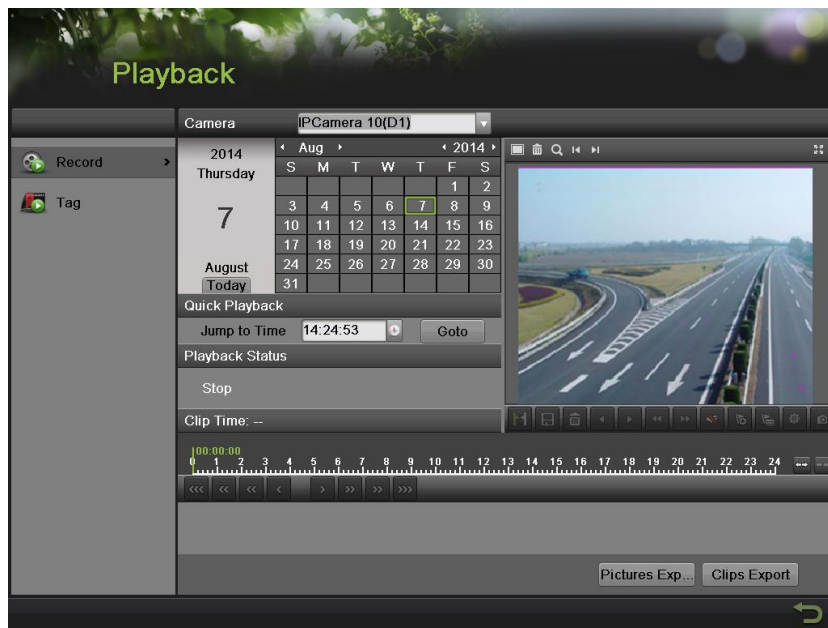 Playback
Camera IPCamera 10(D1)
Record
Tag
2014
Thursday
7
August
Today
Aug 2014
S M T W T F S
1 2
3 4 5 6 7 8 9
10 11 12 13 14 15 16
17 18 19 20 21 22 23
24 25 26 27 28 29 30
31
Quick Playback
Jump to Time 14:24:53 Goto
Playback Status
Stop
Clip Time: --
00:00:00
0 1 2 3 4 5 6 7 8 9 10 11 12 13 14 15 16 17 18 19 20 21 22 23 24
Pictures Exp... Clips Export